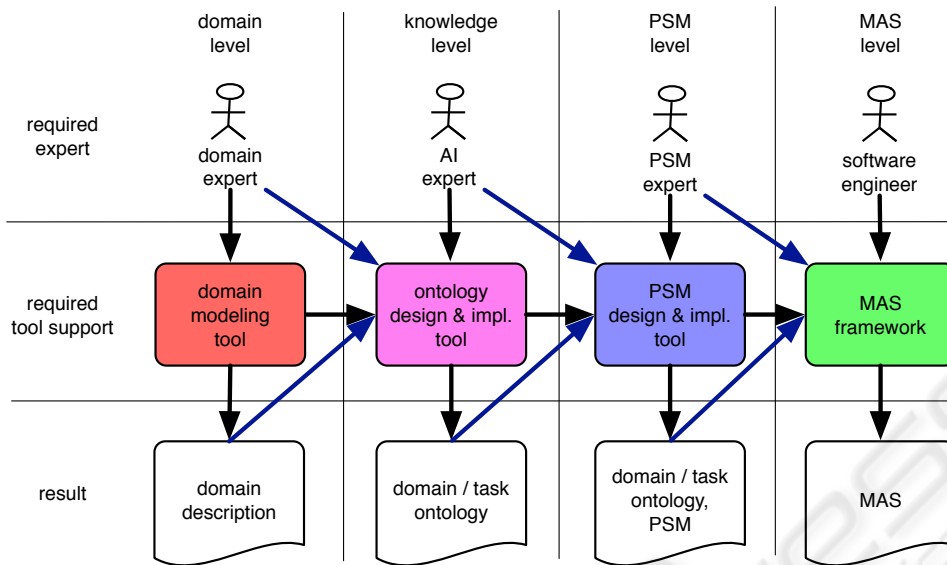 domain
level
knowledge
level
PSM
level
MAS
level
required
expert
domain
expert
AI
expert
PSM
expert
software
engineer
required
tool support
domain
modeling
tool
ontology
design & impl.
tool
PSM
design & impl.
tool
MAS
framework
result
domain
description
domain / task
ontology
domain / task
ontology,
PSM
MAS